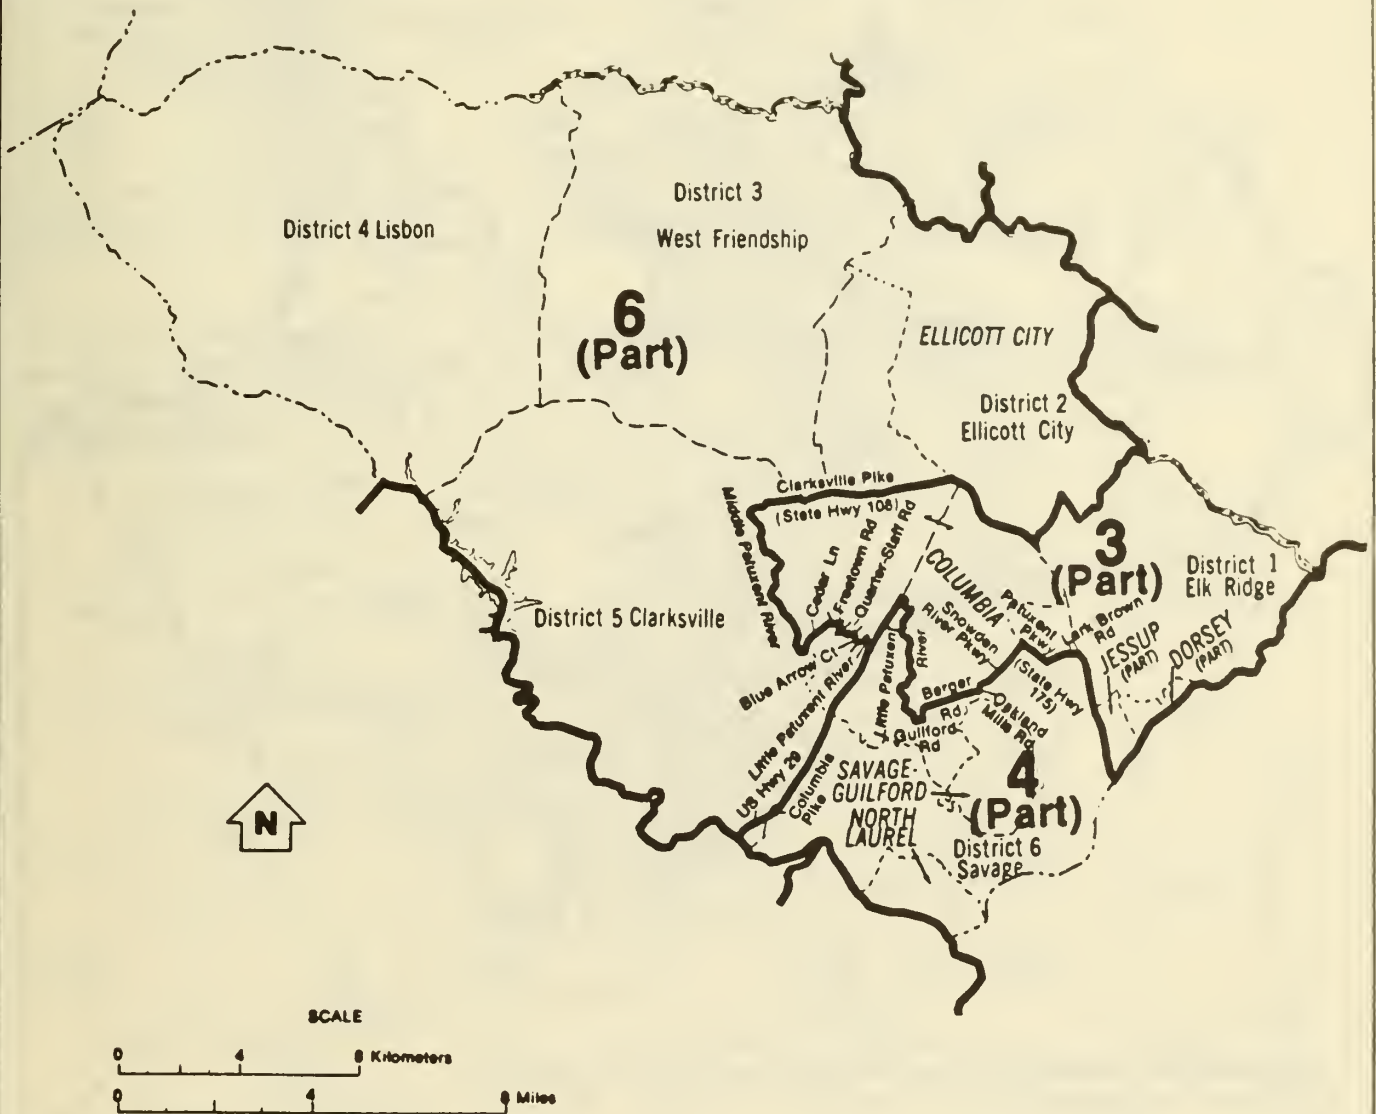 District 3
West Friendship
District 4 Lisbon
6
(Part)
ELLICOTT CITY
District 2
Ellicott City
Clarksville Pike
(State Hwy 108)
Middle Patuxent River
Cedar Ln
Freetown Rd
Quarter-Staff Rd
COLUMBIA
3
(Part)
District 1
Elk Ridge
District 5 Clarksville
Snowden
River Pkwy
Patuxent
Pkwy
(State Hwy
175)
Lark Brown
Rd
JESSUP
(PART)
DORSEY
(PART)
Blue Arrow Ct
Little Patuxent River
US Hwy 29
Columbia
Pike
Little Patuxent
River
Berger
Rd
Oakland
Mills Rd
Guilford
Rd
SAVAGE-
GUILFORD
NORTH
LAUREL
4
(Part)
District 6
Savage
N
SCALE
0 4 8 Kilometers
0 4 8 Miles